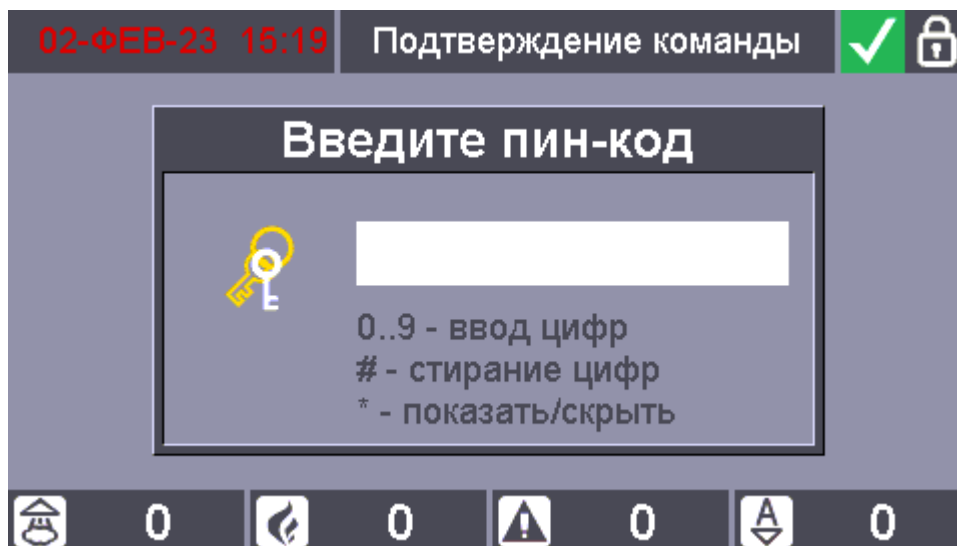 02-ФЕВ-23 15:19 Подтверждение команды
Введите пин-код
0..9 - ввод цифр
# - стирание цифр
* - показать/скрыть
0 0 0 A 0